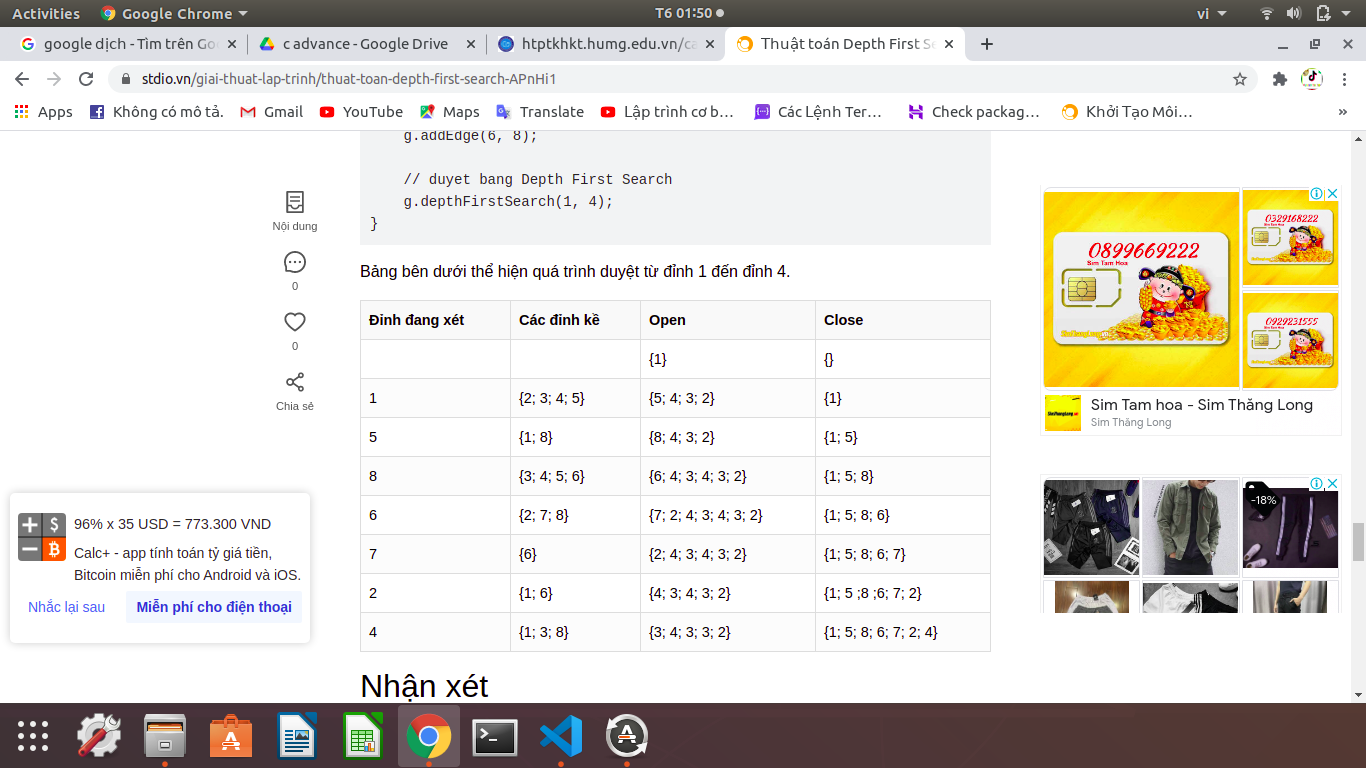 Activities
Google Chrome
T6 01:50
vi
google dịch - Tìm trên Go
c advance - Google Drive
htptkhkt.humg.edu.vn/ca
Thuật toán Depth First Se
stdio.vn/giai-thuat-lap-trinh/thuat-toan-depth-first-search-APnHi1
Apps
Không có mô tả.
Gmail
YouTube
Maps
Translate
Lập trình cơ b…
Các Lệnh Ter…
Check packag…
Khởi Tạo Môi…
»
g.addEdge(6, 8);
// duyet bang Depth First Search
g.depthFirstSearch(1, 4);
}
Nội dung
0
0
Chia sẻ
Bảng bên dưới thể hiện quá trình duyệt từ đỉnh 1 đến đỉnh 4.
Đỉnh đang xét Các đỉnh kề Open Close
{1} {}
1 {2; 3; 4; 5} {5; 4; 3; 2} {1}
5 {1; 8} {8; 4; 3; 2} {1; 5}
8 {3; 4; 5; 6} {6; 4; 3; 4; 3; 2} {1; 5; 8}
6 {2; 7; 8} {7; 2; 4; 3; 4; 3; 2} {1; 5; 8; 6}
7 {6} {2; 4; 3; 4; 3; 2} {1; 5; 8; 6; 7}
2 {1; 6} {4; 3; 4; 3; 2} {1; 5 ;8 ;6; 7; 2}
4 {1; 3; 8} {3; 4; 3; 3; 2} {1; 5; 8; 6; 7; 2; 4}
Nhận xét
96% x 35 USD = 773.300 VND
Calc+ - app tính toán tỷ giá tiền,
Bitcoin miễn phí cho Android và iOS.
Nhắc lại sau
Miễn phí cho điện thoại
0899669222
Sim Tam Hoa
0329168222
Sim Tam Hoa
0929231555
Sim Tam Hoa
Sim Tam hoa - Sim Thăng Long
Sim Thăng Long
-18%